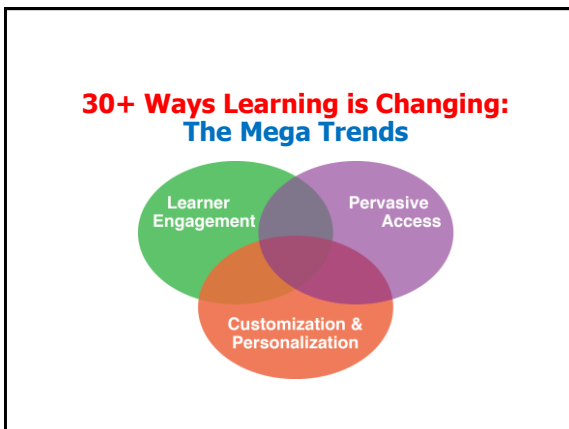 30+ Ways Learning is Changing:
The Mega Trends
Learner
Engagement
Pervasive
Access
Customization &
Personalization